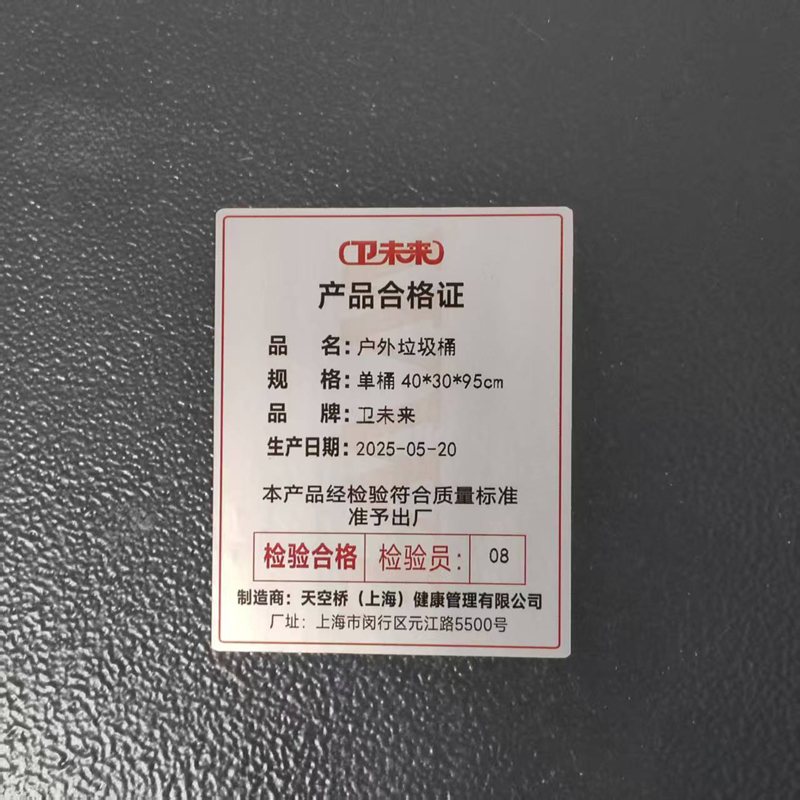 卫未来
产品合格证
品 名：户外垃圾桶
规 格：单桶 40*30*95cm
品 牌：卫未来
生产日期：2025-05-20
本产品经检验符合质量标准
准予出厂
检验合格 检验员： 08
制造商：天空桥（上海）健康管理有限公司
厂址：上海市闵行区元江路5500号